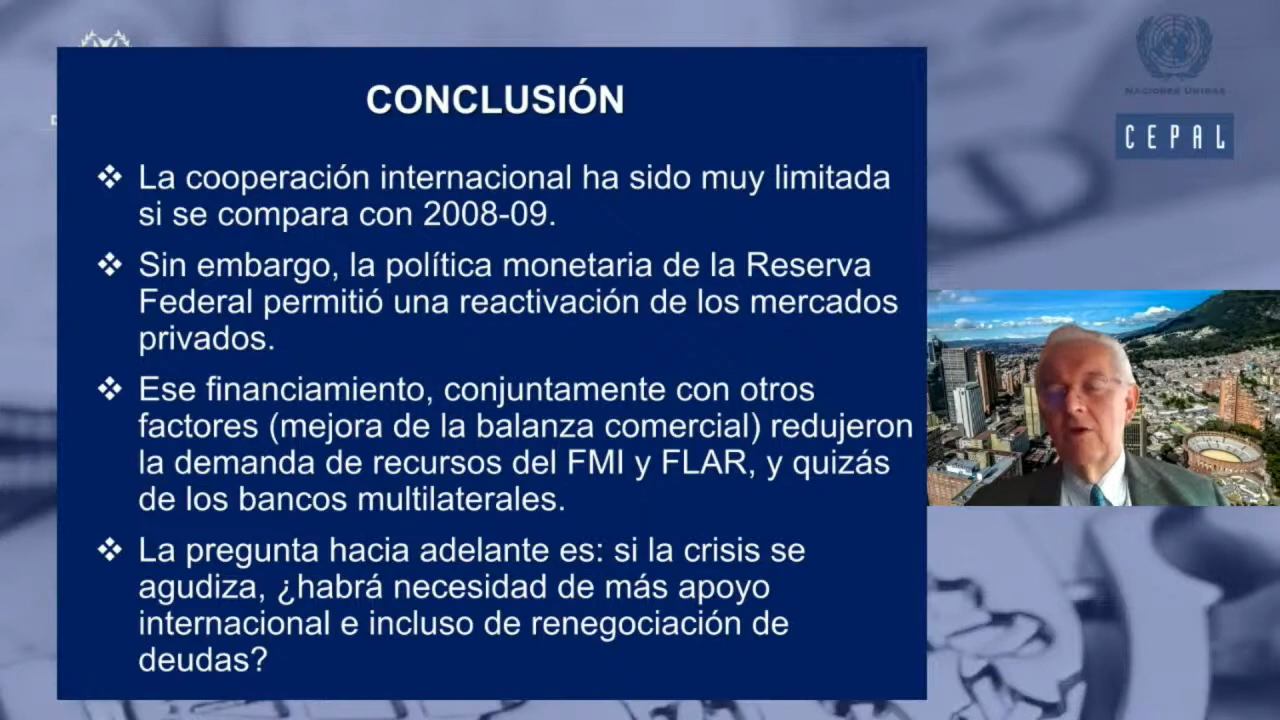 CONCLUSIÓN
❖ La cooperación internacional ha sido muy limitada
si se compara con 2008-09.
❖ Sin embargo, la política monetaria de la Reserva
Federal permitió una reactivación de los mercados
privados.
❖ Ese financiamiento, conjuntamente con otros
factores (mejora de la balanza comercial) redujeron
la demanda de recursos del FMI y FLAR, y quizás
de los bancos multilaterales.
❖ La pregunta hacia adelante es: si la crisis se
agudiza, ¿habrá necesidad de más apoyo
internacional e incluso de renegociación de
deudas?
NACIONES UNIDAS
CEPAL